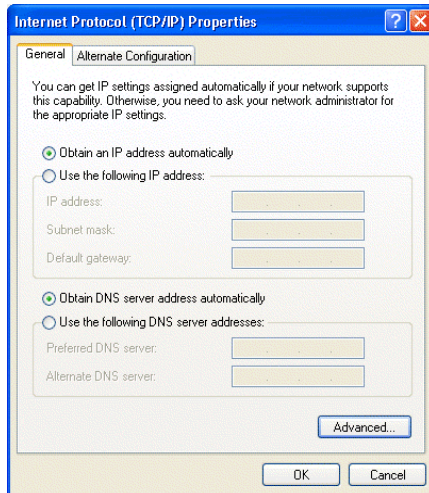 Internet Protocol (TCP/IP) Properties
General
Alternate Configuration
You can get IP settings assigned automatically if your network supports
this capability. Otherwise, you need to ask your network administrator for
the appropriate IP settings.
Obtain an IP address automatically
Use the following IP address:
IP address:
Subnet mask:
Default gateway:
Obtain DNS server address automatically
Use the following DNS server addresses:
Preferred DNS server:
Alternate DNS server:
Advanced...
OK
Cancel